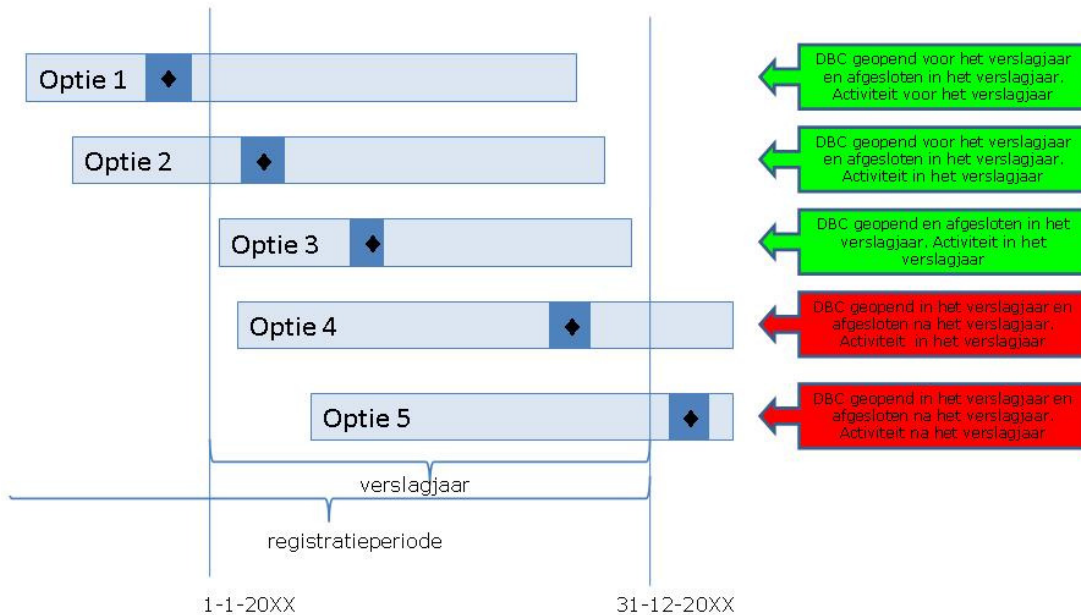 Optie 1
DBC geopend voor het verslagjaar
en afgesloten in het verslagjaar.
Activiteit voor het verslagjaar
Optie 2
DBC geopend voor het verslagjaar
en afgesloten in het verslagjaar.
Activiteit in het verslagjaar
Optie 3
DBC geopend en afgesloten in het
verslagjaar. Activiteit in het
verslagjaar
Optie 4
DBC geopend in het verslagjaar en
afgesloten na het verslagjaar.
Activiteit in het verslagjaar
Optie 5
DBC geopend in het verslagjaar en
afgesloten na het verslagjaar.
Activiteit na het verslagjaar
verslagjaar
registratieperiode
1-1-20XX
31-12-20XX